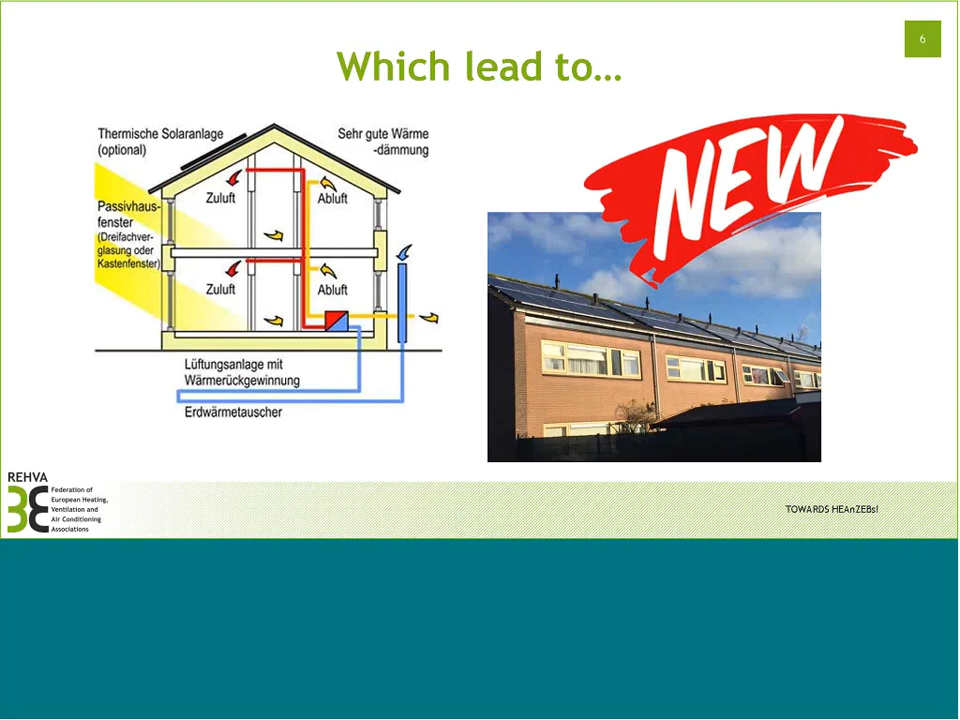 6
Which lead to…
NEW
Thermische Solaranlage
(optional)
Sehr gute Wärme
-dämmung
Passivhaus-
fenster
(Dreifachver-
glasung oder
Kastenfenster)
Zuluft
Abluft
Zuluft
Abluft
Lüftungsanlage mit
Wärmerückgewinnung
Erdwärmetauscher
REHVA
Federation of
European Heating,
Ventilation and
Air Conditioning
Associations
TOWARDS HEAnZEBs!